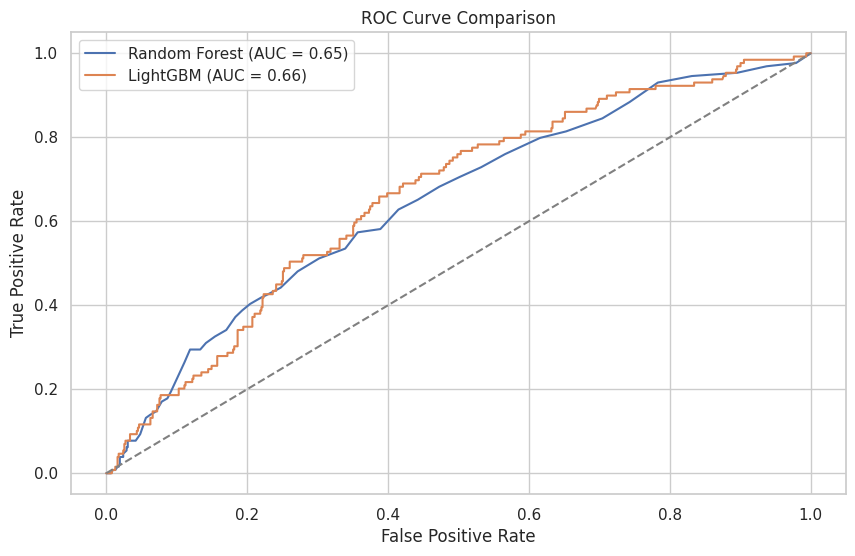 ROC Curve Comparison
Random Forest (AUC = 0.65)
LightGBM (AUC = 0.66)
True Positive Rate
1.0
0.8
0.6
0.4
0.2
0.0
0.0 0.2 0.4 0.6 0.8 1.0
False Positive Rate